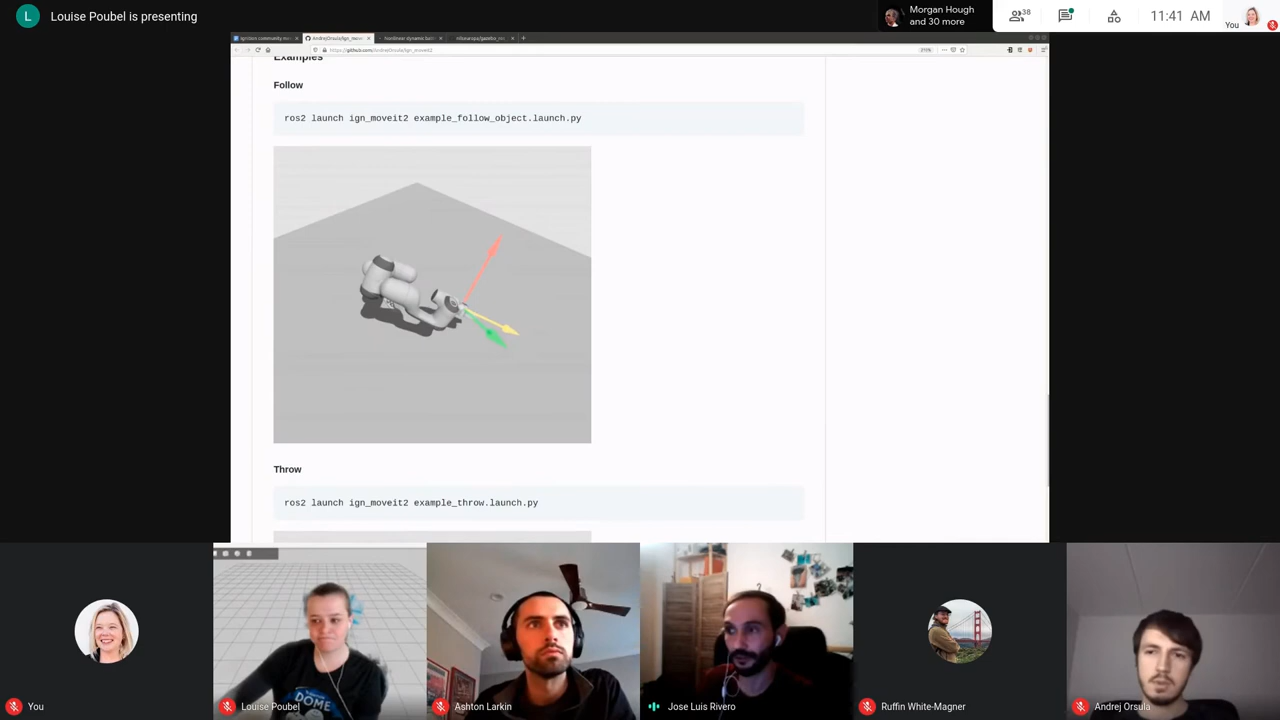 L
Louise Poubel is presenting
Morgan Hough
and 30 more
38
11:41 AM
You
Examples
Follow
ros2 launch ign_moveit2 example_follow_object.launch.py
Throw
ros2 launch ign_moveit2 example_throw.launch.py
DOME
You
Louise Poubel
Ashton Larkin
Jose Luis Rivero
Ruffin White-Magner
Andrej Orsula